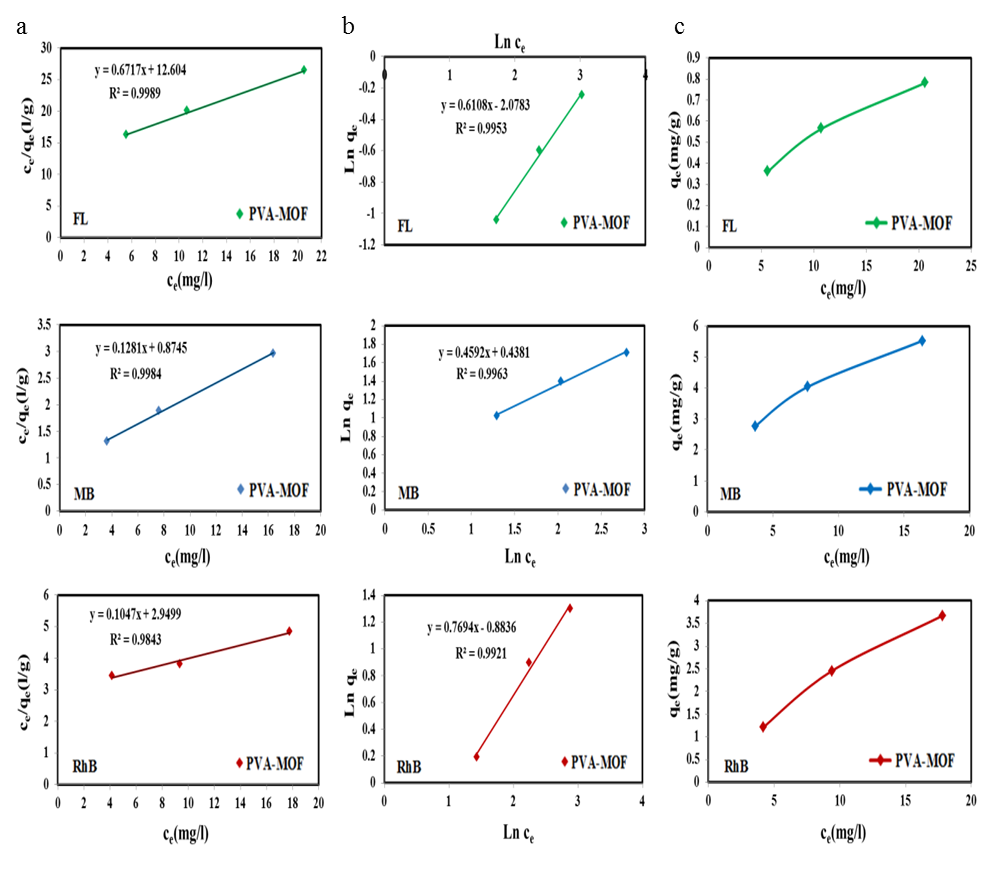 a
b
c
30
25
20
15
10
5
0
cₑ/qₑ(l/g)
y = 0.6717x + 12.604
R² = 0.9989
FL
PVA-MOF
0 2 4 6 8 10 12 14 16 18 20 22
cₑ(mg/l)
Ln cₑ
0
-0.2
-0.4
-0.6
-0.8
-1
-1.2
0 1 2 3 4
Ln qₑ
y = 0.6108x - 2.0783
R² = 0.9953
FL
PVA-MOF
0.9
0.8
0.7
0.6
0.5
0.4
0.3
0.2
0.1
0
qₑ(mg/g)
PVA-MOF
FL
0 5 10 15 20 25
cₑ(mg/l)
3.5
3
2.5
2
1.5
1
0.5
0
cₑ/qₑ(l/g)
y = 0.1281x + 0.8745
R² = 0.9984
MB
PVA-MOF
0 2 4 6 8 10 12 14 16 18 20
cₑ(mg/l)
2
1.8
1.6
1.4
1.2
1
0.8
0.6
0.4
0.2
0
Ln qₑ
y = 0.4592x + 0.4381
R² = 0.9963
MB
PVA-MOF
0 0.5 1 1.5 2 2.5 3
Ln cₑ
6
5
4
3
2
1
0
qₑ(mg/g)
MB
PVA-MOF
0 5 10 15 20
cₑ(mg/l)
6
5
4
3
2
1
0
cₑ/qₑ(l/g)
y = 0.1047x + 2.9499
R² = 0.9843
RhB
PVA-MOF
0 2 4 6 8 10 12 14 16 18 20
cₑ(mg/l)
1.4
1.2
1
0.8
0.6
0.4
0.2
0
Ln qₑ
y = 0.7694x - 0.8836
R² = 0.9921
RhB
PVA-MOF
0 1 2 3 4
Ln cₑ
4
3.5
3
2.5
2
1.5
1
0.5
0
qₑ(mg/g)
RhB
PVA-MOF
0 5 10 15 20
cₑ(mg/l)